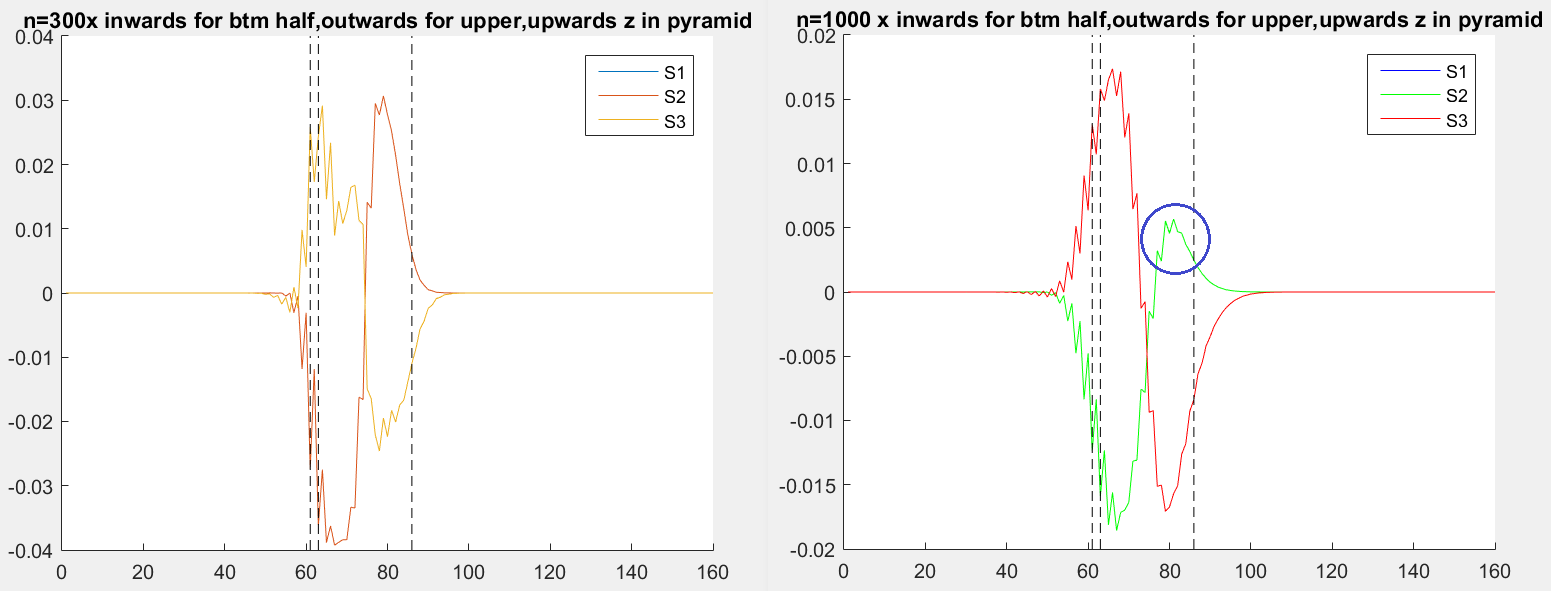 n=300x inwards for btm half,outwards for upper,upwards z in pyramid
0.04
0.03
0.02
0.01
0
-0.01
-0.02
-0.03
-0.04
0 20 40 60 80 100 120 140 160
S1
S2
S3
n=1000 x inwards for btm half,outwards for upper,upwards z in pyramid
0.02
0.015
0.01
0.005
0
-0.005
-0.01
-0.015
-0.02
0 20 40 60 80 100 120 140 160
S1
S2
S3